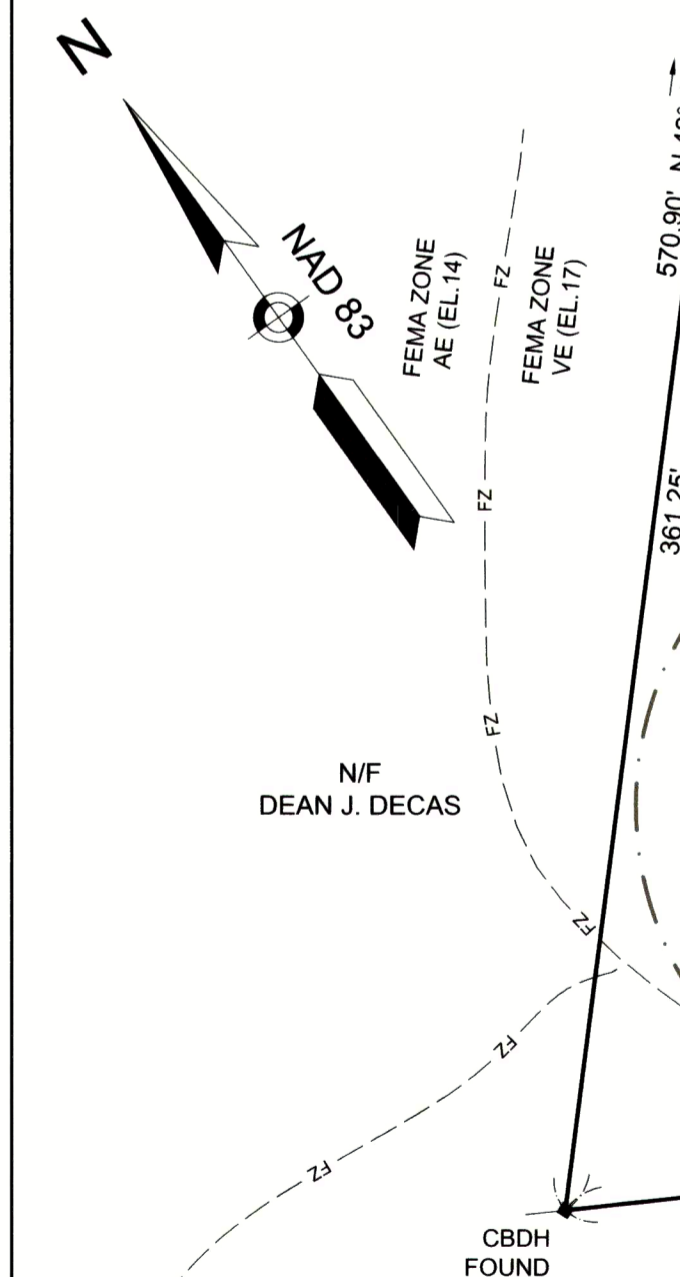 N
NAD 83
FEMA ZONE
AE (EL.14)
FZ
FEMA ZONE
VE (EL.17)
570.90' N
361.25'
FZ
FZ
N/F
DEAN J. DECAS
FZ
FZ
FZ
CBDH
FOUND